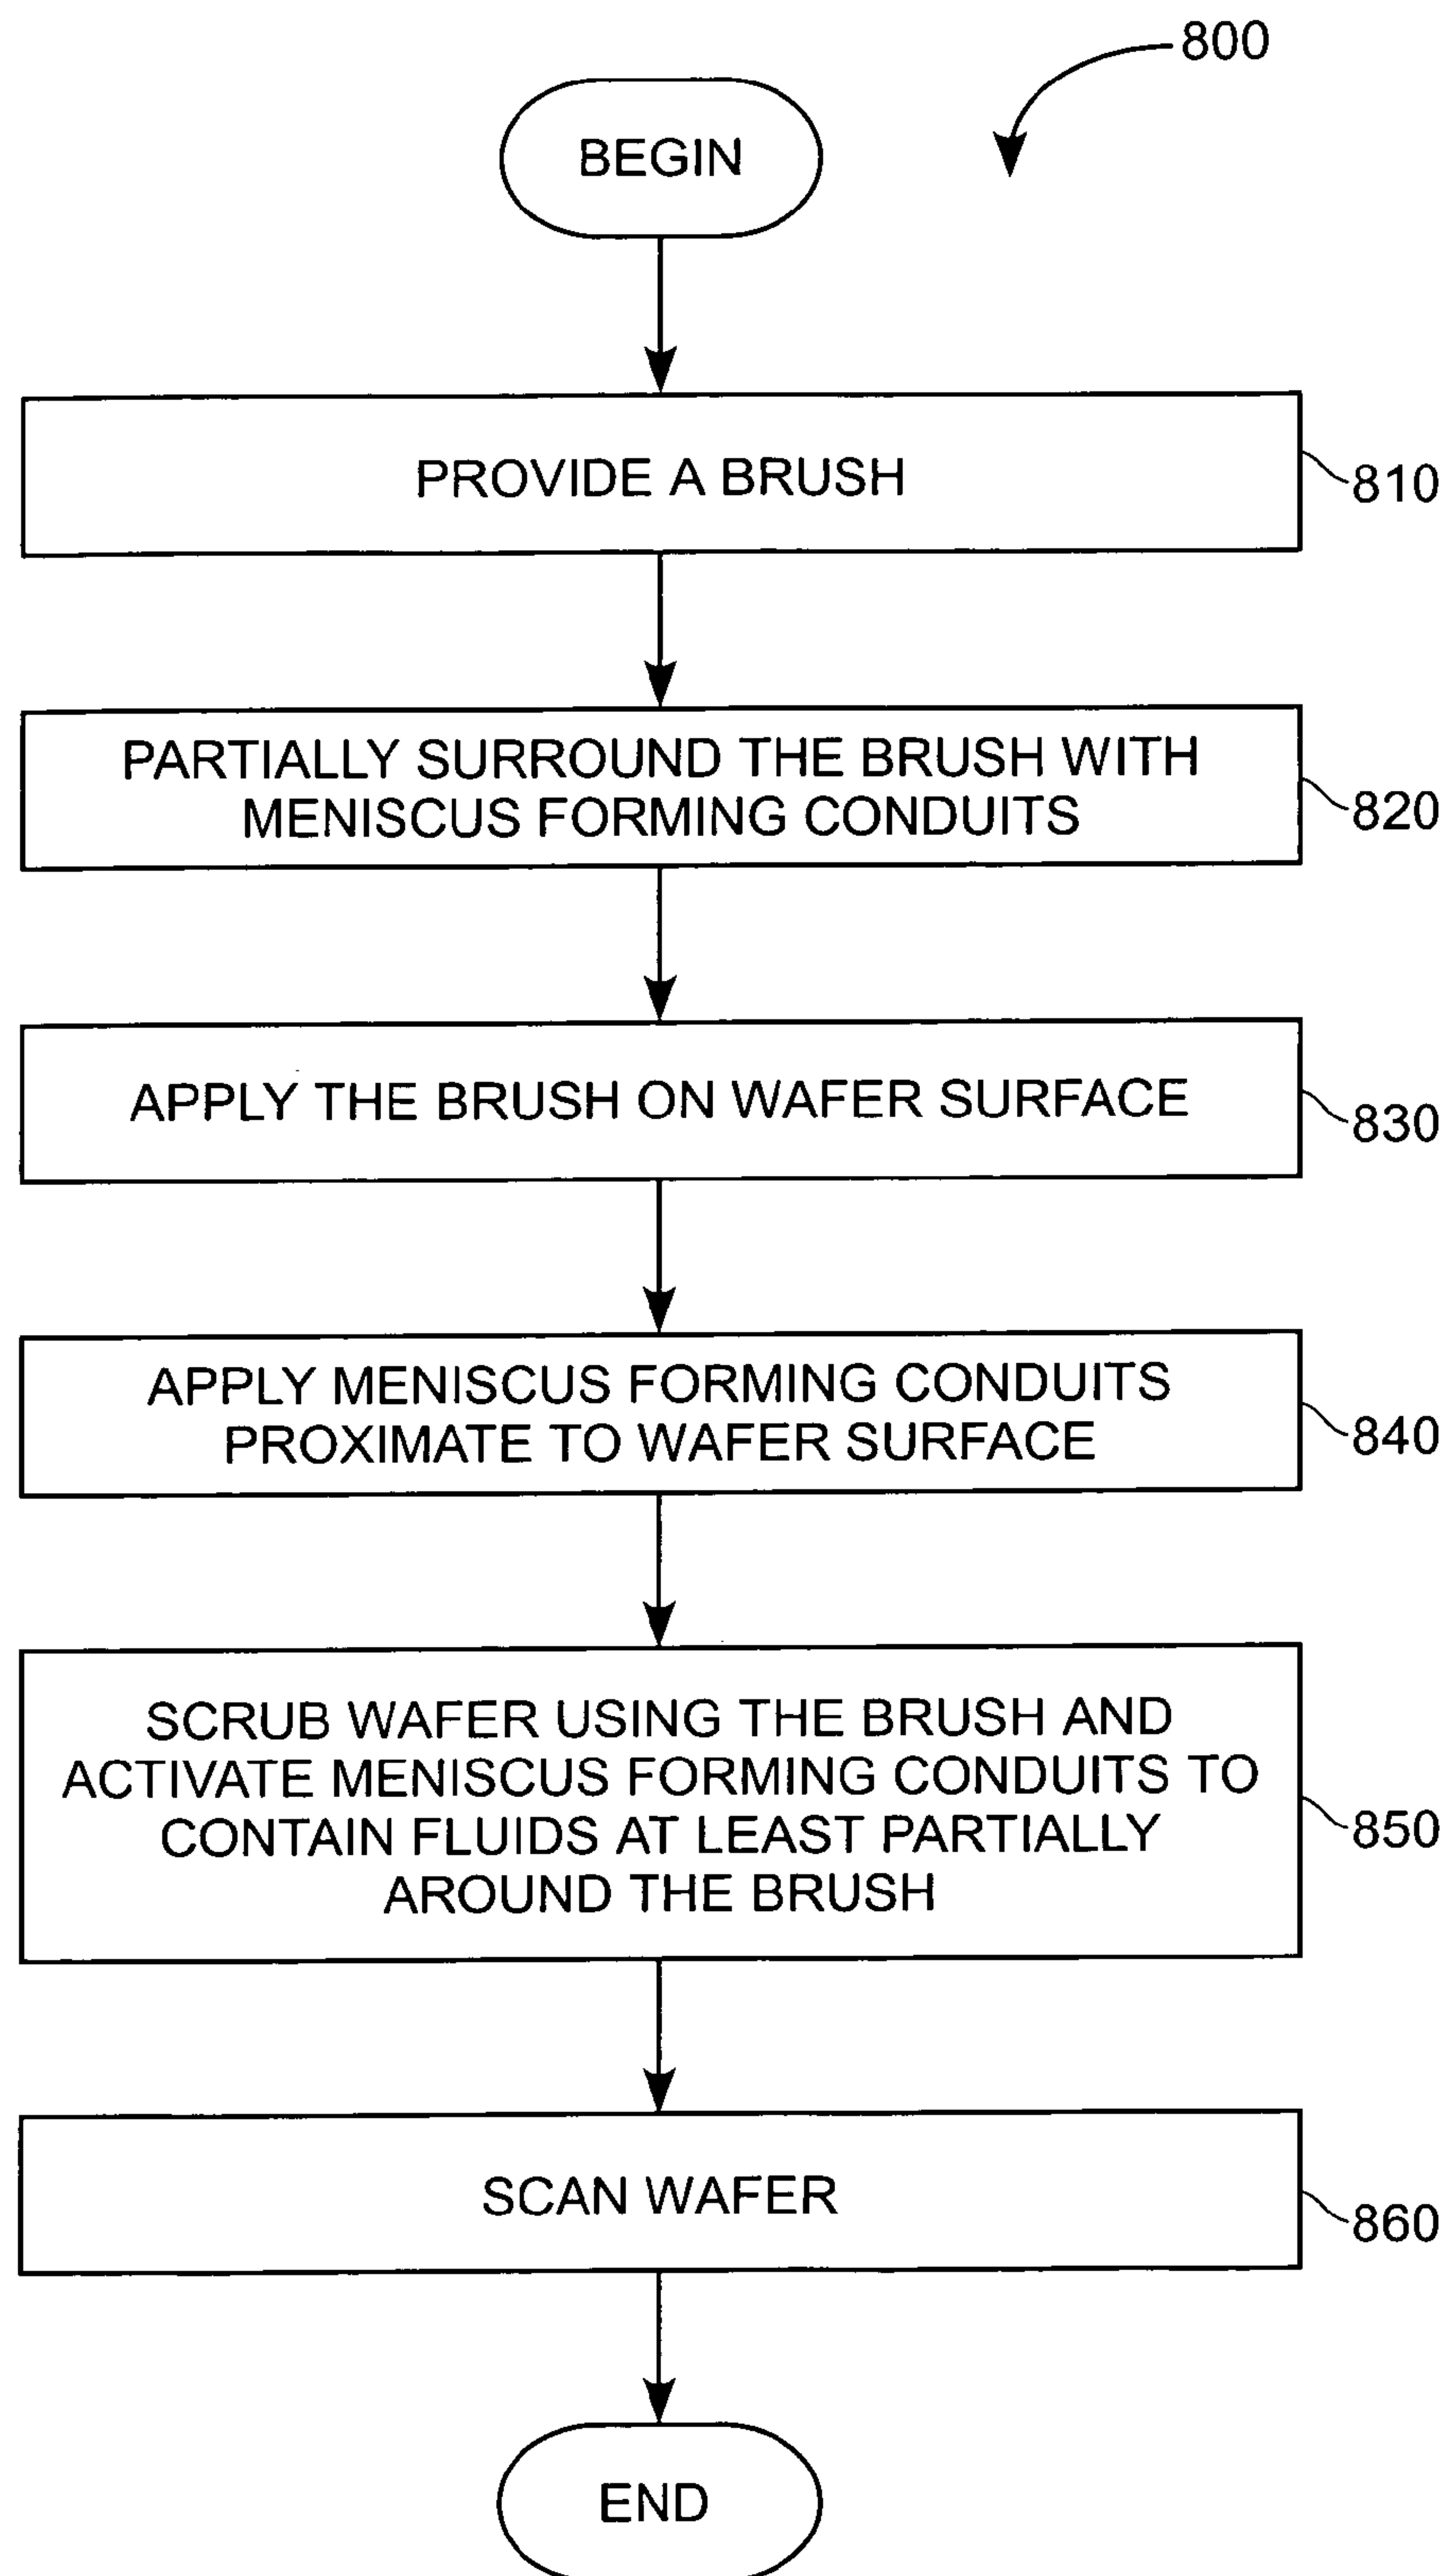 800
BEGIN
PROVIDE A BRUSH
810
PARTIALLY SURROUND THE BRUSH WITH
MENISCUS FORMING CONDUITS
820
APPLY THE BRUSH ON WAFER SURFACE
830
APPLY MENISCUS FORMING CONDUITS
PROXIMATE TO WAFER SURFACE
840
SCRUB WAFER USING THE BRUSH AND
ACTIVATE MENISCUS FORMING CONDUITS TO
CONTAIN FLUIDS AT LEAST PARTIALLY
AROUND THE BRUSH
850
SCAN WAFER
860
END